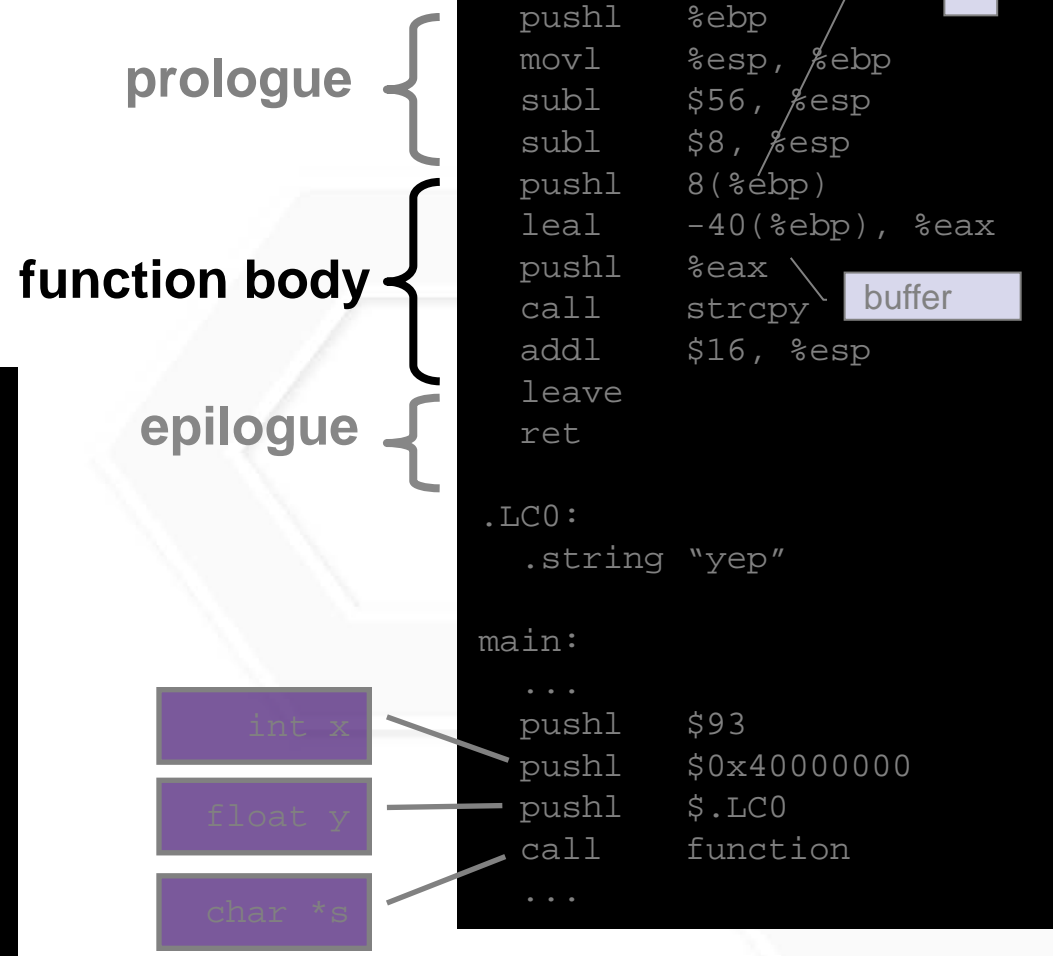 prologue
function body
epilogue
pushl %ebp
movl %esp, %ebp
subl $56, %esp
subl $8, %esp
pushl 8(%ebp)
leal -40(%ebp), %eax
pushl %eax
call strcpy
addl $16, %esp
leave
ret
buffer
.LC0:
.string “yep”
main:
...
pushl $93
pushl $0x40000000
pushl $.LC0
call function
...
int x
float y
char *s